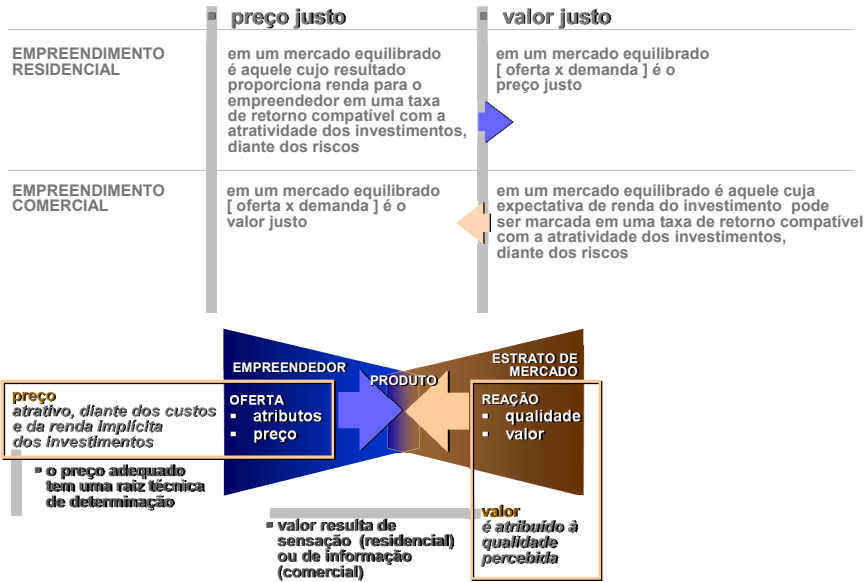 ▪ preço justo
▪ valor justo
EMPREENDIMENTO
RESIDENCIAL
em um mercado equilibrado
é aquele cujo resultado
proporciona renda para o
empreendedor em uma taxa
de retorno compatível com a
atratividade dos investimentos,
diante dos riscos
em um mercado equilibrado
[ oferta x demanda ] é o
preço justo
EMPREENDIMENTO
COMERCIAL
em um mercado equilibrado
[ oferta x demanda ] é o
valor justo
em um mercado equilibrado é aquele cuja
expectativa de renda do investimento pode
ser marcada em uma taxa de retorno compatível
com a atratividade dos investimentos,
diante dos riscos
EMPREENDEDOR
PRODUTO
ESTRATO DE
MERCADO
preço
atrativo, diante dos custos
e da renda implícita
dos investimentos
OFERTA
▪ atributos
▪ preço
REAÇÃO
▪ qualidade
▪ valor
▪ o preço adequado
tem uma raiz técnica
de determinação
▪ valor resulta de
sensação (residencial)
ou de informação
(comercial)
valor
é atribuído à
qualidade
percebida